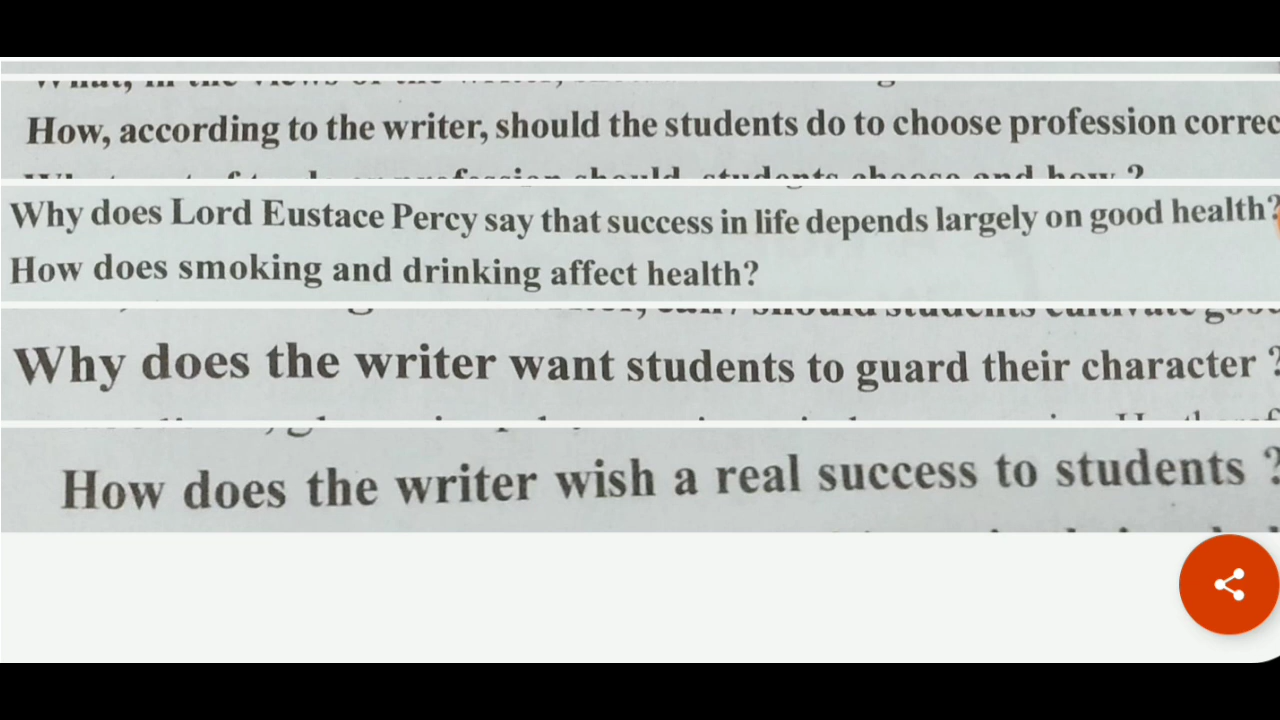 How, according to the writer, should the students do to choose profession correc
Why does Lord Eustace Percy say that success in life depends largely on good health?
How does smoking and drinking affect health?
Why does the writer want students to guard their character ?
How does the writer wish a real success to students ?